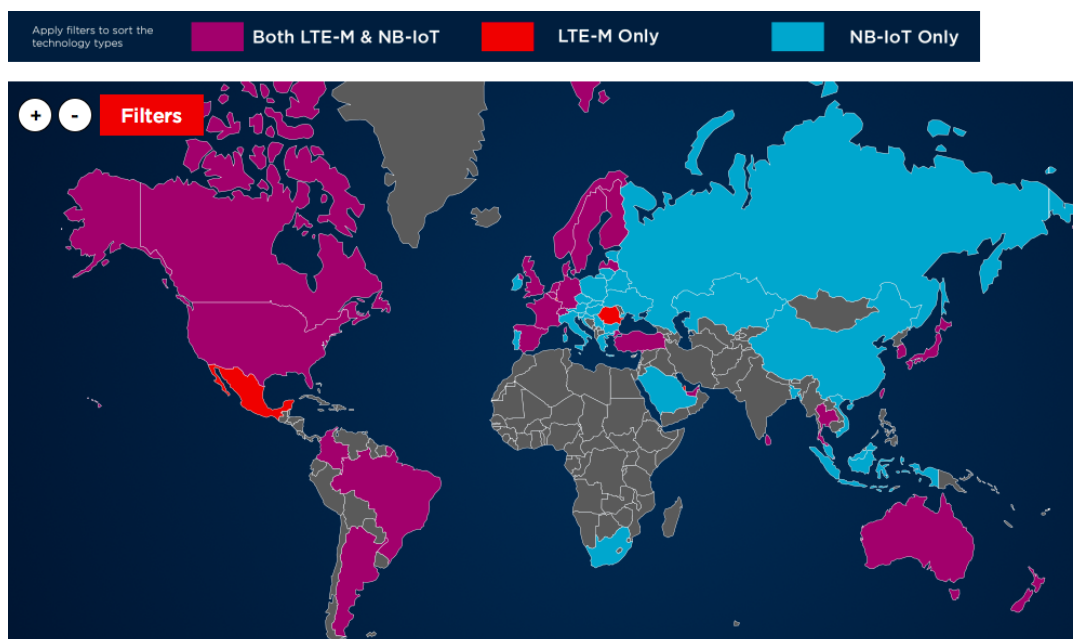 Apply filters to sort the
technology types
Both LTE-M & NB-IoT
LTE-M Only
NB-IoT Only
+
-
Filters